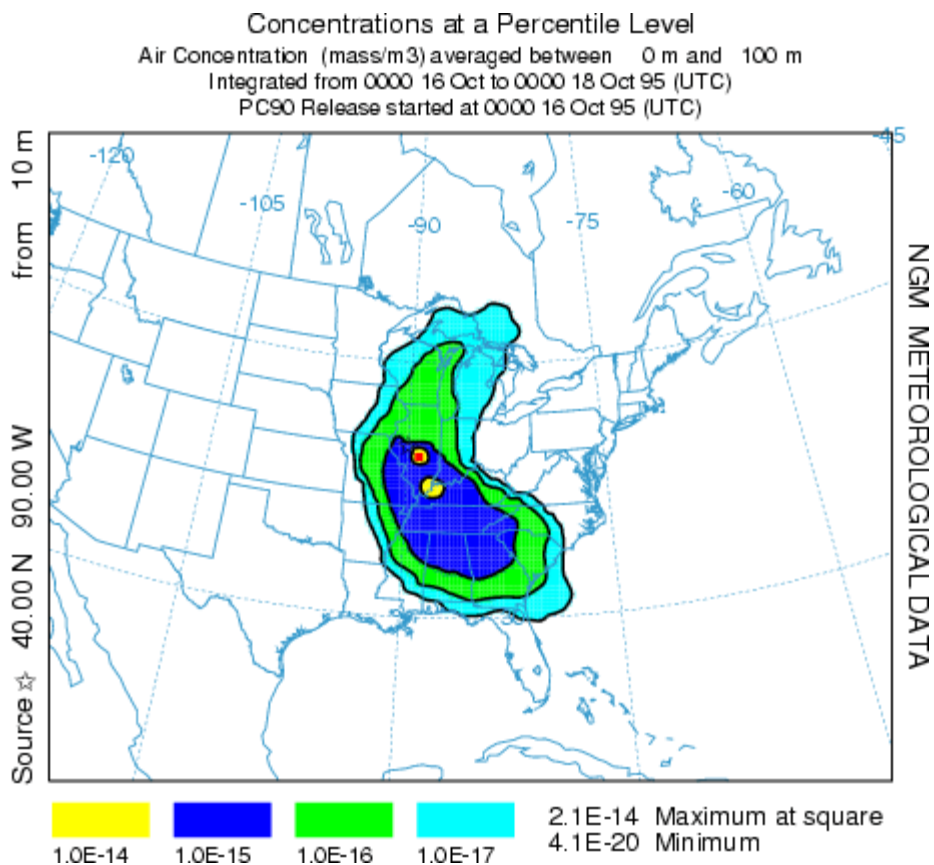 Concentrations at a Percentile Level
Air Concentration (mass/m3) averaged between 0 m and 100 m
Integrated from 0000 16 Oct to 0000 18 Oct 95 (UTC)
PC90 Release started at 0000 16 Oct 95 (UTC)
Source ☆ 40.00 N 90.00 W from 10 m
NGM METEOROLOGICAL DATA
-120
-105
-90
-75
-60
-45
30
1.0E-14 1.0E-15 1.0E-16 1.0E-17
2.1E-14 Maximum at square
4.1E-20 Minimum